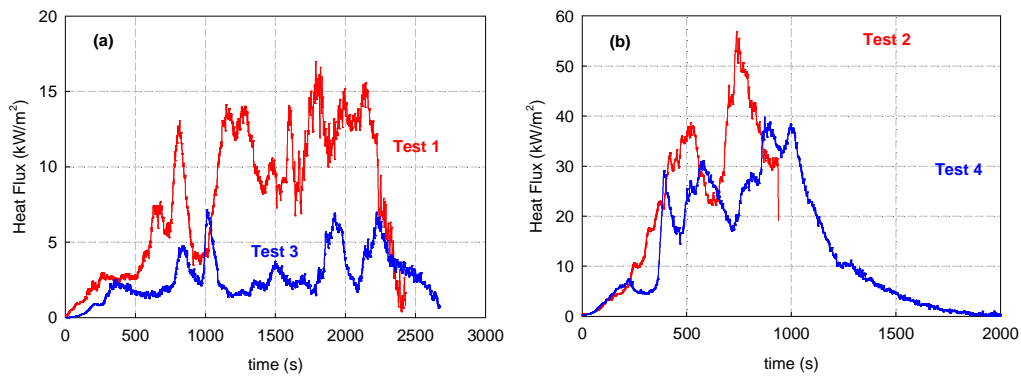 (a)
Test 1
Test 3
Heat Flux (kW/m²)
20
15
10
5
0
0 500 1000 1500 2000 2500 3000
time (s)
(b)
Test 2
Test 4
Heat Flux (kW/m²)
60
50
40
30
20
10
0
0 500 1000 1500 2000
time (s)